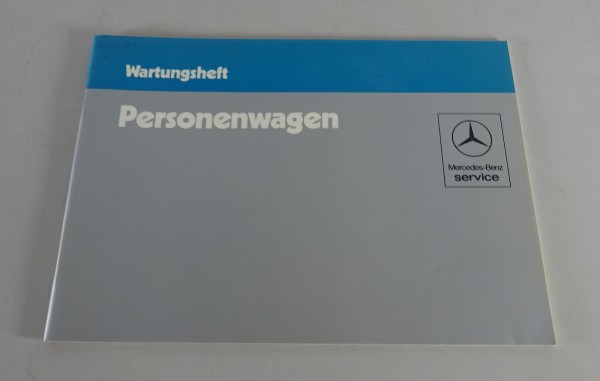 Wartungsheft
Personenwagen
Mercedes-Benz
service